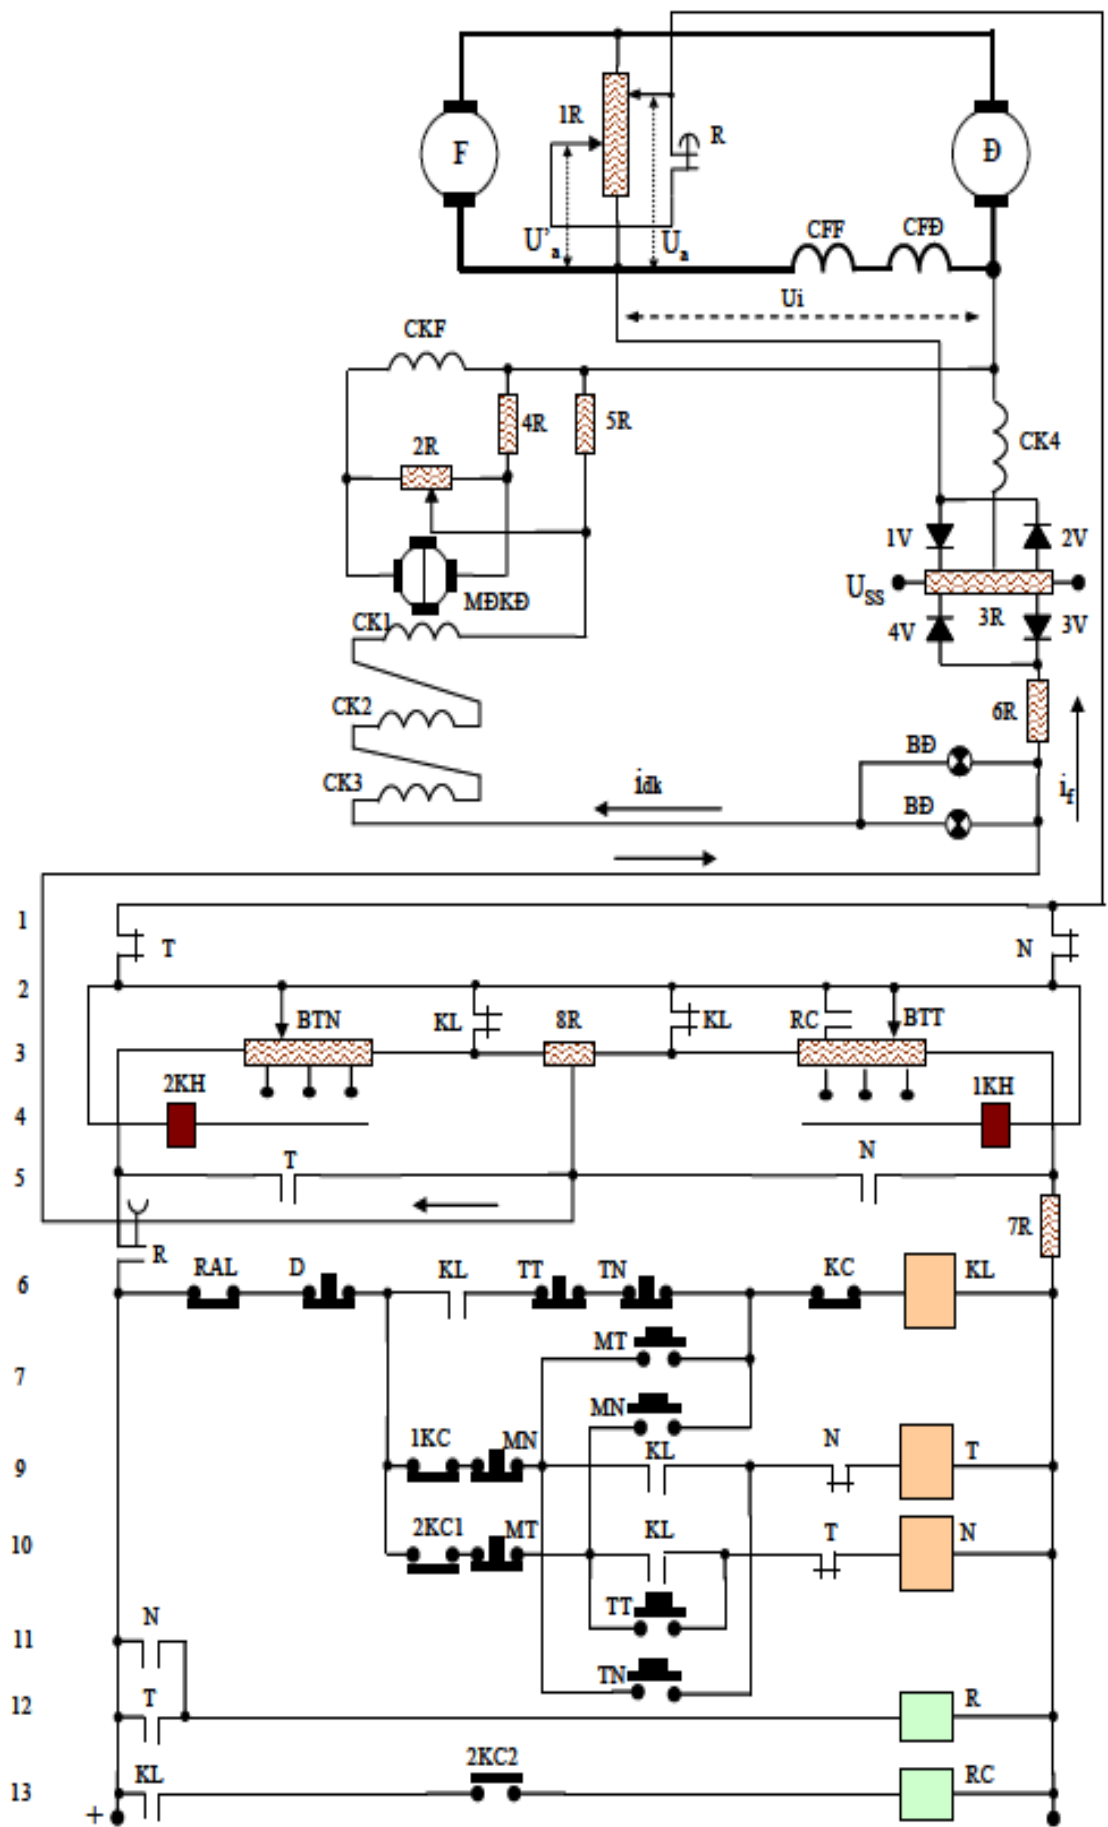 1R
R
F
Đ
U'a
Ua
CFF
CFĐ
Ui
CKF
4R
5R
CK4
2R
1V
2V
MĐKĐ
USS
3R
CK1
4V
3V
CK2
6R
BĐ
CK3
iđk
BĐ
if
1
T
N
2
BTN
KL
8R
KL
RC
BTT
3
2KH
1KH
4
T
N
5
7R
R
RAL
D
KL
TT
TN
KC
KL
6
MT
7
MN
1KC
MN
KL
N
T
9
2KC1
MT
KL
T
N
10
TT
N
11
TN
T
R
12
2KC2
KL
RC
13
+